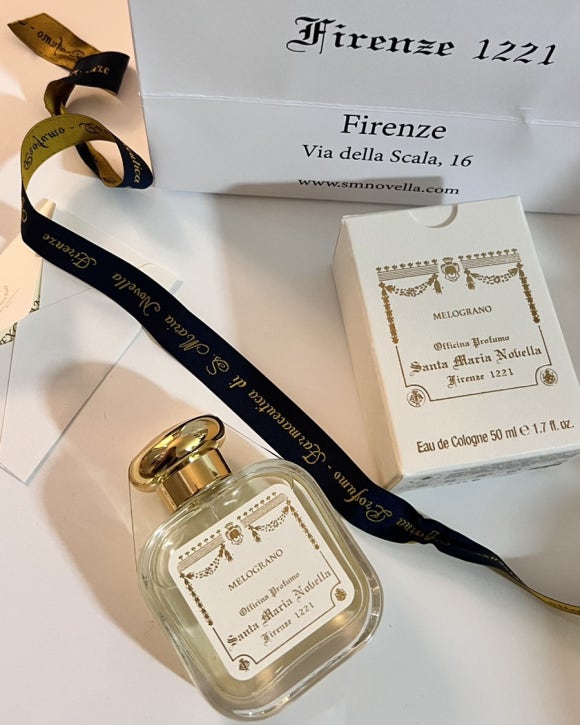 Firenze 1221
Firenze
Via della Scala, 16
www.smnovella.com
Firenze
Officina Profumo - Farmaceutica di S. Maria Novella Firenze
MELOGRANO
Officina Profumo
Santa Maria Novella
Firenze 1221
Eau de Cologne 50 ml ℮ 1.7 fl. oz.
MELOGRANO
Officina Profumo
Santa Maria Novella
Firenze 1221